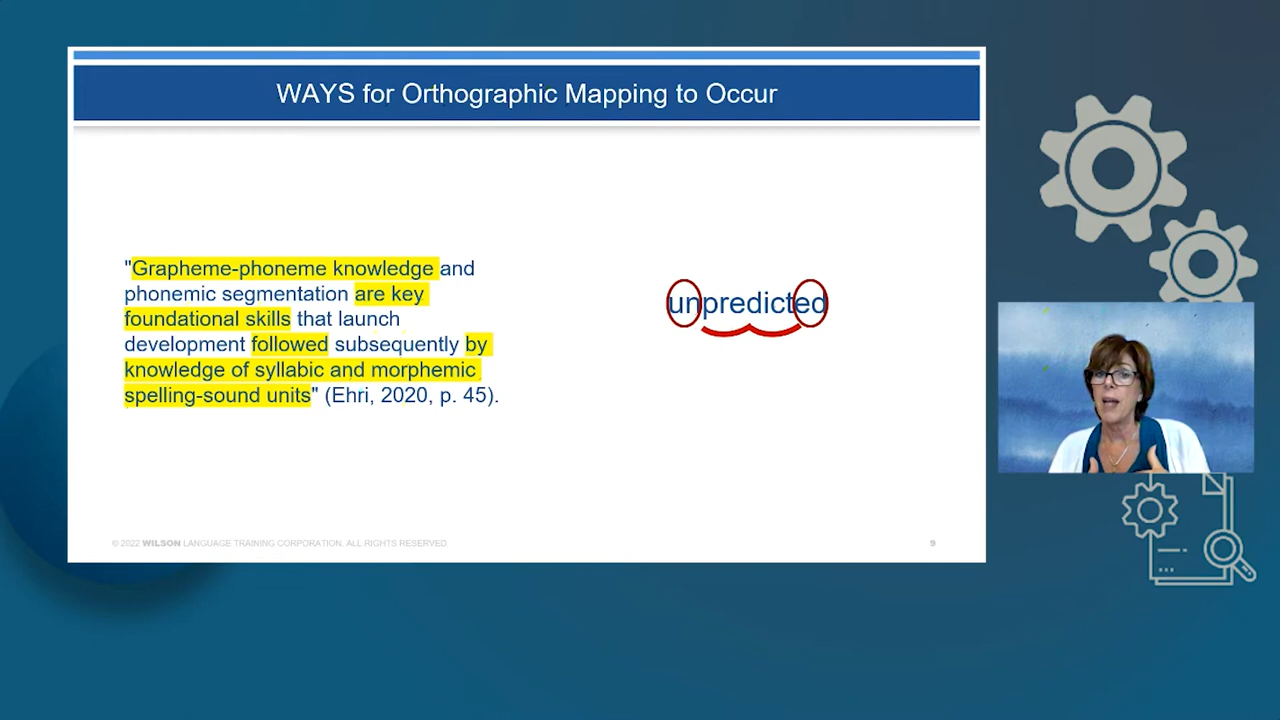 WAYS for Orthographic Mapping to Occur
"Grapheme-phoneme knowledge and
phonemic segmentation are key
foundational skills that launch
development followed subsequently by
knowledge of syllabic and morphemic
spelling-sound units" (Ehri, 2020, p. 45).
unpredicted
© 2022 WILSON LANGUAGE TRAINING CORPORATION. ALL RIGHTS RESERVED.
9